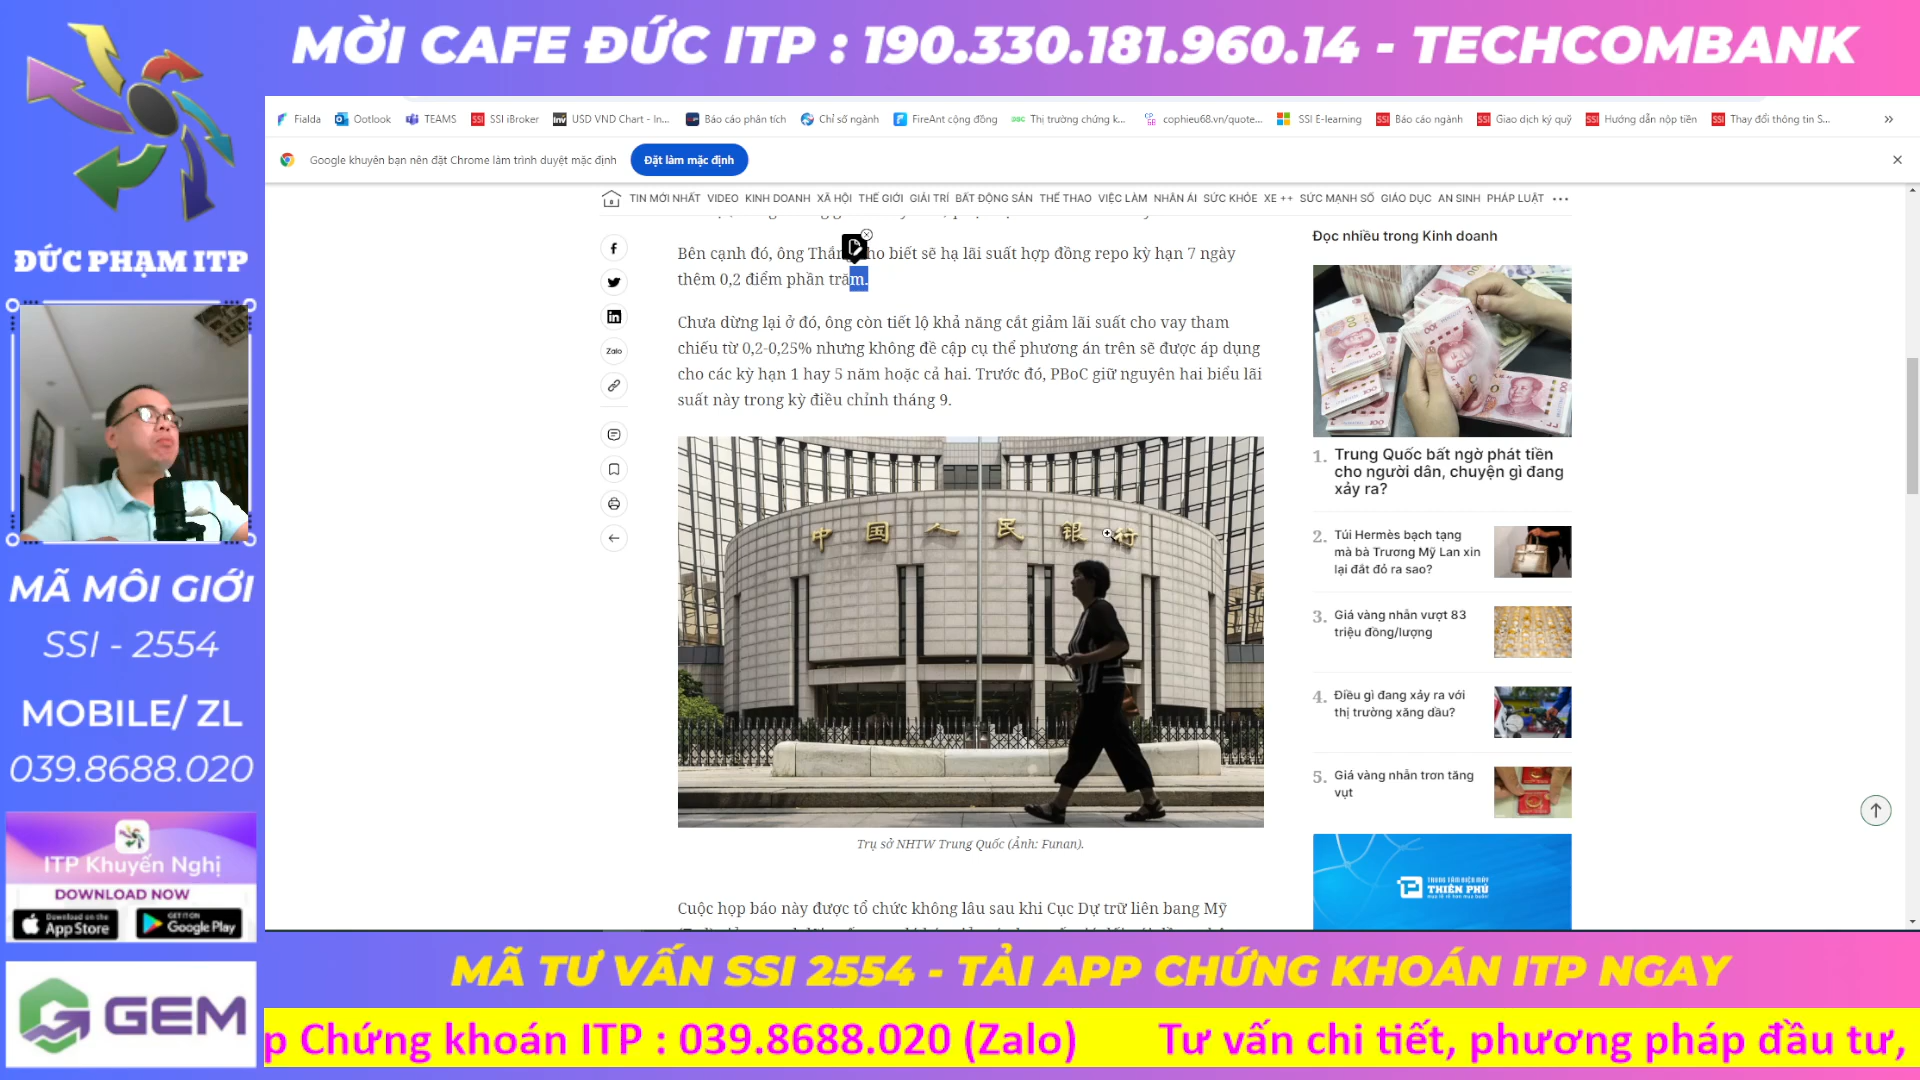 MỜI CAFE ĐỨC ITP : 190.330.181.960.14 - TECHCOMBANK
ĐỨC PHẠM ITP
MÃ MÔI GIỚI
SSI - 2554
MOBILE/ ZL
039.8688.020
ITP Khuyến Nghị
DOWNLOAD NOW
Download on the
App Store
GET IT ON
Google Play
GEM
Fialda
Ootlook
TEAMS
SSI iBroker
USD VND Chart - In...
Báo cáo phân tích
Chỉ số ngành
FireAnt cộng đồng
Thị trường chứng k...
cophieu68.vn/quote...
SSI E-learning
Báo cáo ngành
Giao dịch ký quỹ
Hướng dẫn nộp tiền
Thay đổi thông tin S...
Google khuyên bạn nên đặt Chrome làm trình duyệt mặc định
Đặt làm mặc định
TIN MỚI NHẤT VIDEO KINH DOANH XÃ HỘI THẾ GIỚI GIẢI TRÍ BẤT ĐỘNG SẢN THỂ THAO VIỆC LÀM NHÂN ÁI SỨC KHỎE XE ++ SỨC MẠNH SỐ GIÁO DỤC AN SINH PHÁP LUẬT ...
Zalo
Bên cạnh đó, ông Thắng cho biết sẽ hạ lãi suất hợp đồng repo kỳ hạn 7 ngày
thêm 0,2 điểm phần trăm.
Chưa dừng lại ở đó, ông còn tiết lộ khả năng cắt giảm lãi suất cho vay tham
chiếu từ 0,2-0,25% nhưng không đề cập cụ thể phương án trên sẽ được áp dụng
cho các kỳ hạn 1 hay 5 năm hoặc cả hai. Trước đó, PBoC giữ nguyên hai biểu lãi
suất này trong kỳ điều chỉnh tháng 9.
中国人民银行
Trụ sở NHTW Trung Quốc (Ảnh: Funan).
Cuộc họp báo này được tổ chức không lâu sau khi Cục Dự trữ liên bang Mỹ
Đọc nhiều trong Kinh doanh
1. Trung Quốc bất ngờ phát tiền
cho người dân, chuyện gì đang
xảy ra?
2. Túi Hermès bạch tạng
mà bà Trương Mỹ Lan xin
lại đắt đỏ ra sao?
3. Giá vàng nhẫn vượt 83
triệu đồng/lượng
4. Điều gì đang xảy ra với
thị trường xăng dầu?
5. Giá vàng nhẫn trơn tăng
vụt
TRUNG TÂM ĐIỆN MÁY
THIÊN PHÚ
MÃ TƯ VẤN SSI 2554 - TẢI APP CHỨNG KHOÁN ITP NGAY
p Chứng khoán ITP : 039.8688.020 (Zalo) Tư vấn chi tiết, phương pháp đầu tư,